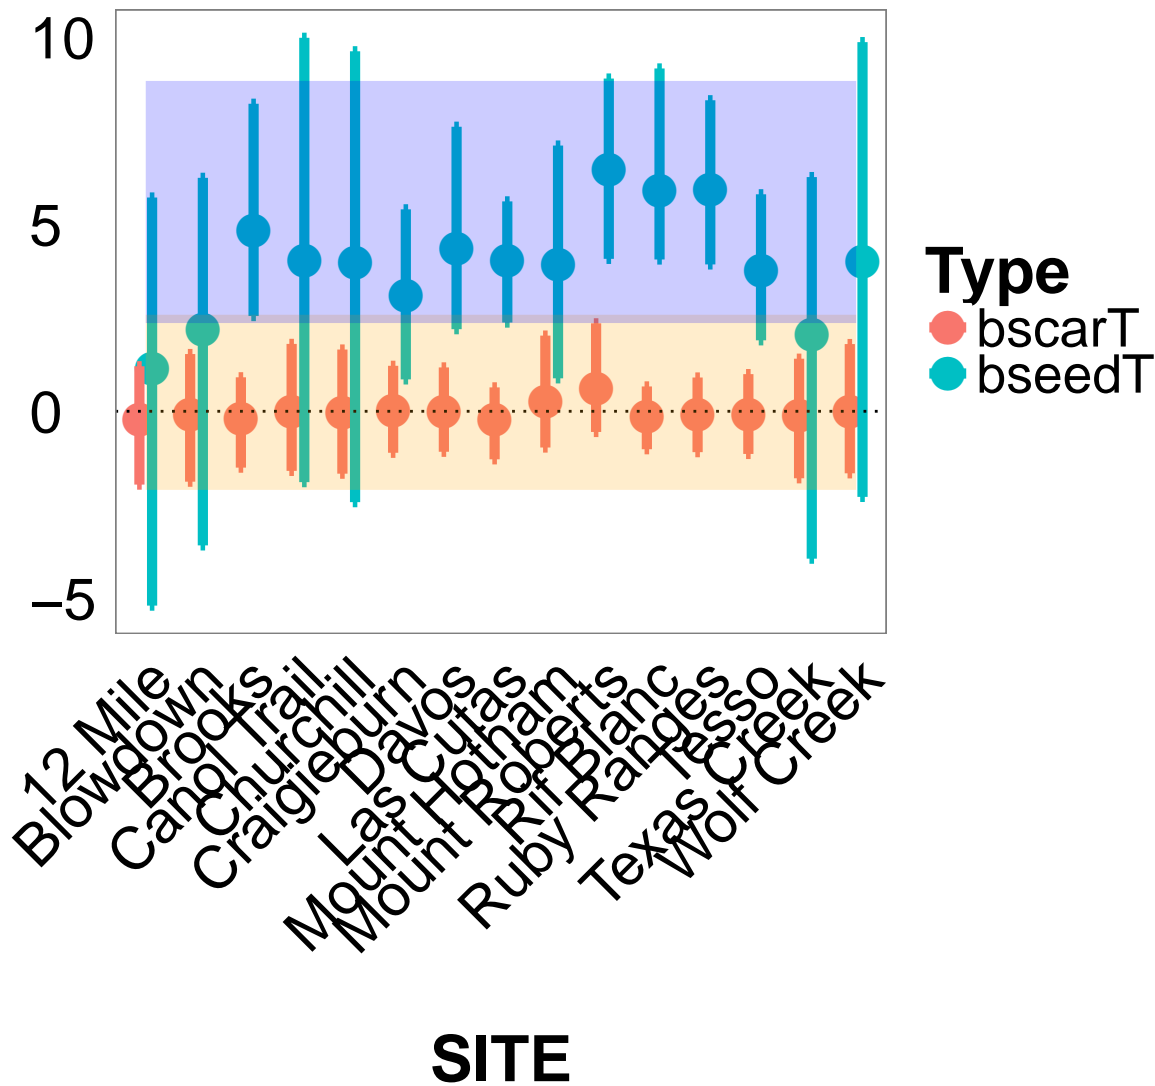 10
5
0
−5
12 Mile
Blowdown
Brooks
Canol Trail
Churchill
Craigieburn
Davos
Las Cutas
Mount Hotham
Mount Roberts
Rif Blanc
Ruby Ranges
Tesso
Texas Creek
Wolf Creek
SITE
Type
bscarT
bseedT